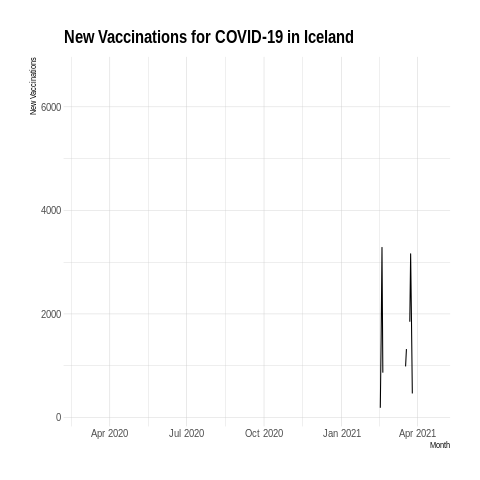 New Vaccinations for COVID-19 in Iceland
New Vaccinations
6000
4000
2000
0
Apr 2020 Jul 2020 Oct 2020 Jan 2021 Apr 2021
Month